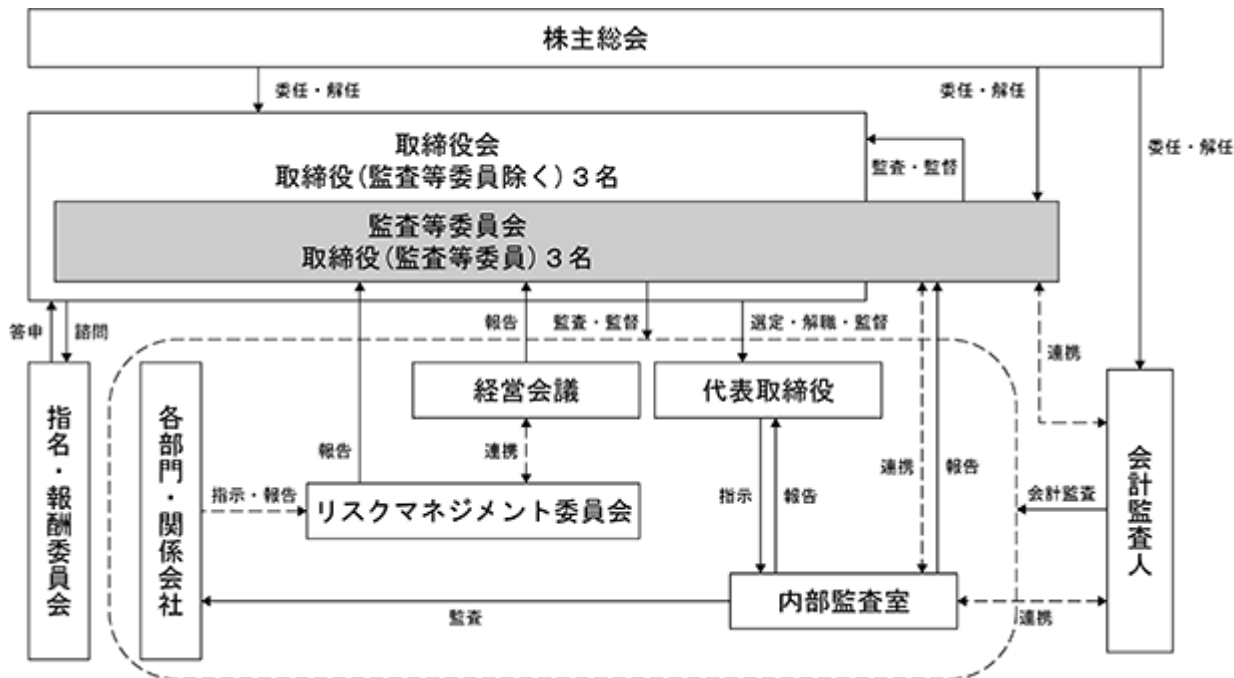 株主総会
委任・解任
委任・解任
委任・解任
取締役会
取締役(監査等委員除く)3名
監査・監督
監査等委員会
取締役(監査等委員)3名
答申
諮問
報告
監査・監督
選定・解職・監督
連携
指名・報酬委員会
各部門・関係会社
経営会議
代表取締役
会計監査人
報告
連携
指示・報告
リスクマネジメント委員会
指示
報告
連携
報告
会計監査
内部監査室
監査
連携